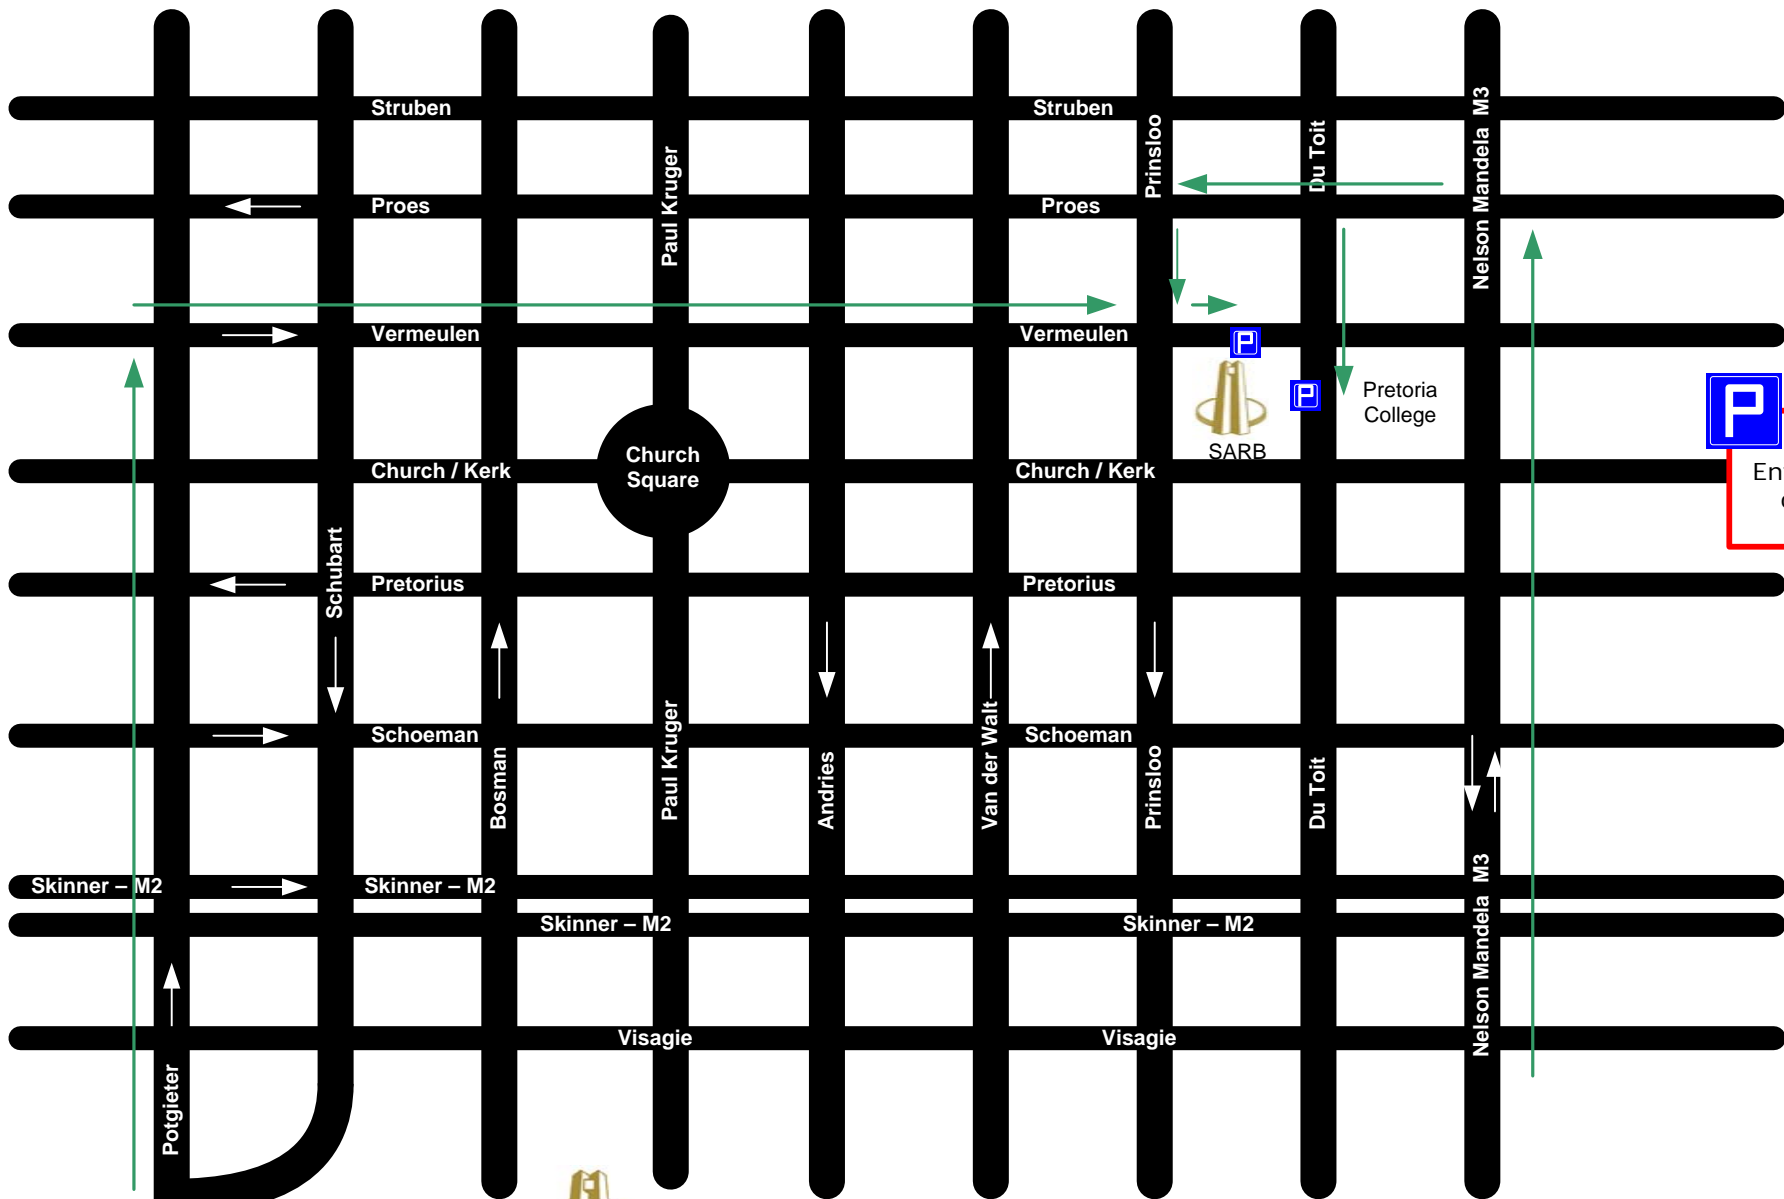 Struben
Struben
Prinsloo
Du Toit
Nelson Mandela M3
Paul Kruger
Proes
Proes
Vermeulen
Vermeulen
P
P
Pretoria
College
P
SARB
Church / Kerk
Church
Square
Church / Kerk
Schubart
Pretorius
Pretorius
Schoeman
Schoeman
Bosman
Paul Kruger
Andries
Van der Walt
Prinsloo
Du Toit
Skinner – M2
Skinner – M2
Skinner – M2
Skinner – M2
Nelson Mandela M3
Visagie
Visagie
Potgieter